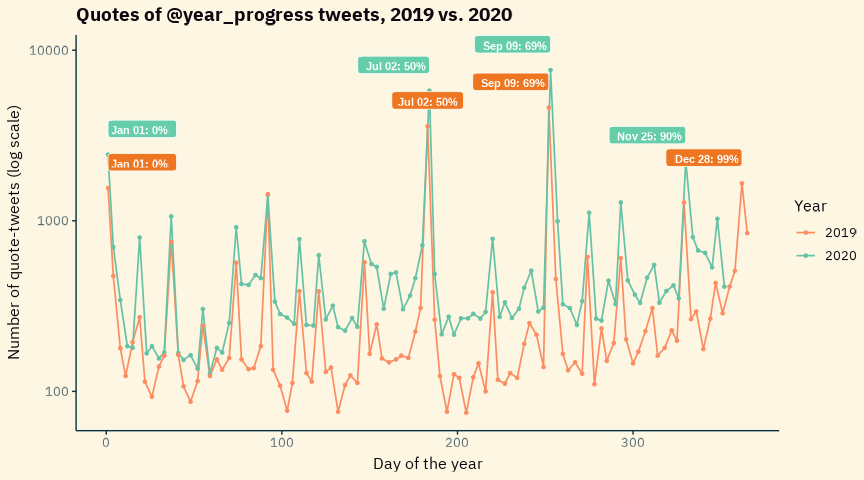 Quotes of @year_progress tweets, 2019 vs. 2020
Number of quote-tweets (log scale)
10000
1000
100
Sep 09: 69%
Jul 02: 50%
Sep 09: 69%
Jul 02: 50%
Jan 01: 0%
Nov 25: 90%
Jan 01: 0%
Dec 28: 99%
Year
2019
2020
0
100
200
300
Day of the year